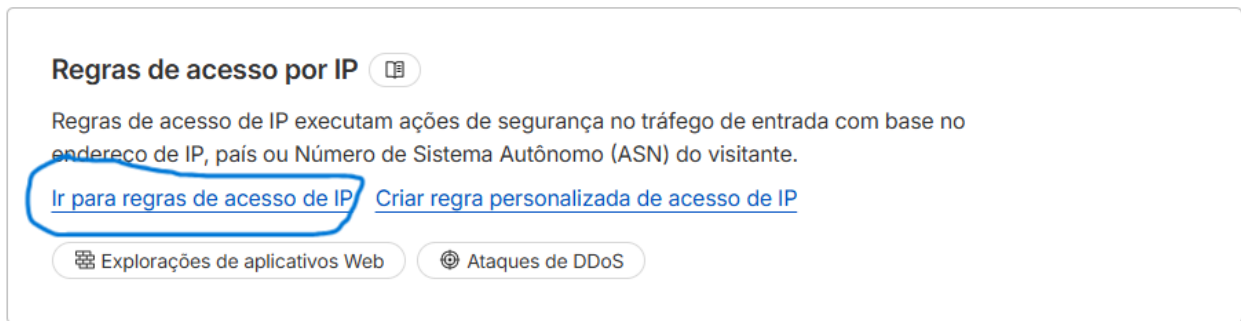 Regras de acesso por IP
Regras de acesso de IP executam ações de segurança no tráfego de entrada com base no
endereço de IP, país ou Número de Sistema Autônomo (ASN) do visitante.
Ir para regras de acesso de IP Criar regra personalizada de acesso de IP
Explorações de aplicativos Web Ataques de DDoS